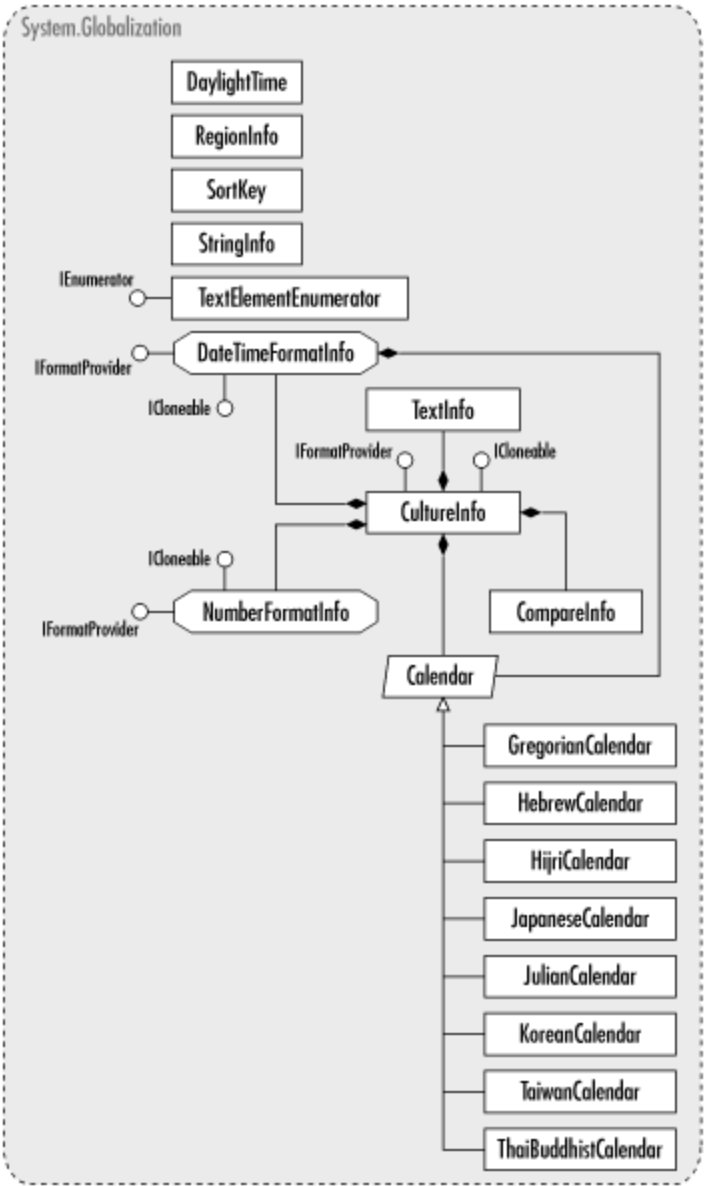 System.Globalization
DaylightTime
RegionInfo
SortKey
StringInfo
IEnumerator
TextElementEnumerator
DateTimeFormatInfo
IFormatProvider
ICloneable
TextInfo
IFormatProvider
ICloneable
CultureInfo
ICloneable
NumberFormatInfo
IFormatProvider
CompareInfo
Calendar
GregorianCalendar
HebrewCalendar
HijriCalendar
JapaneseCalendar
JulianCalendar
KoreanCalendar
TaiwanCalendar
ThaiBuddhistCalendar